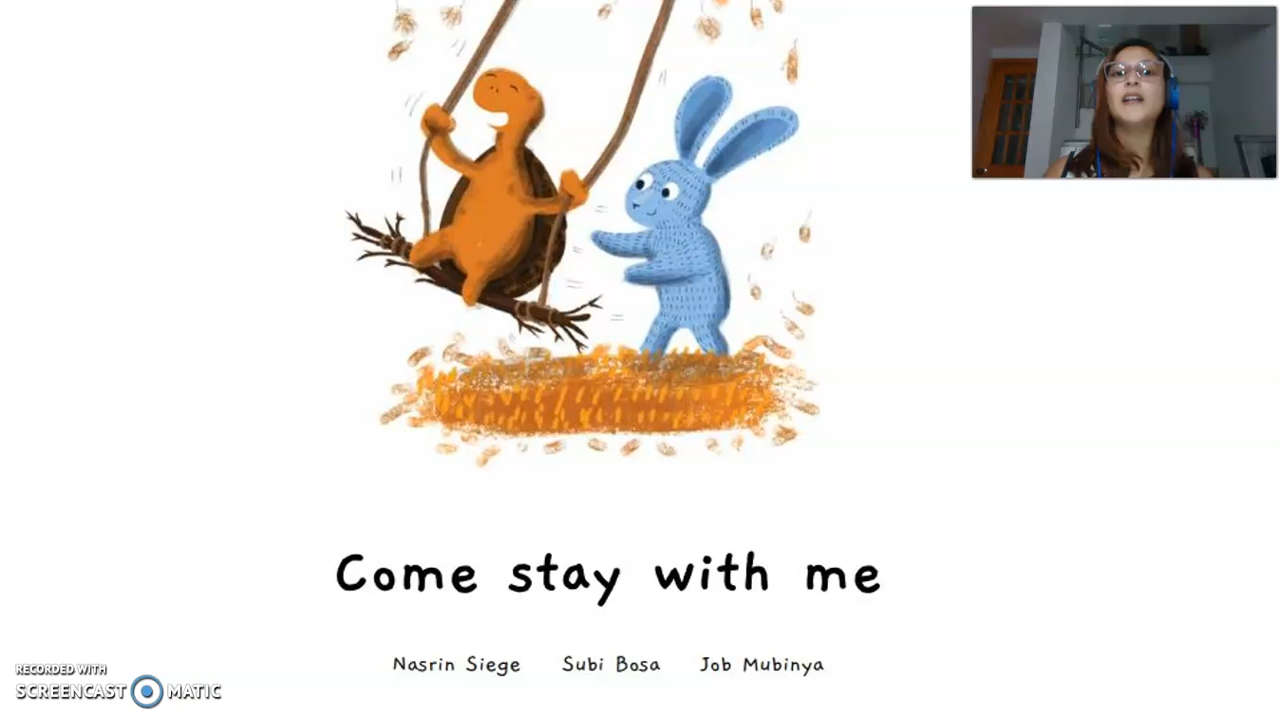 Come stay with me
Nasrin Siege Subi Bosa Job Mubinya
RECORDED WITH
SCREENCAST MATIC